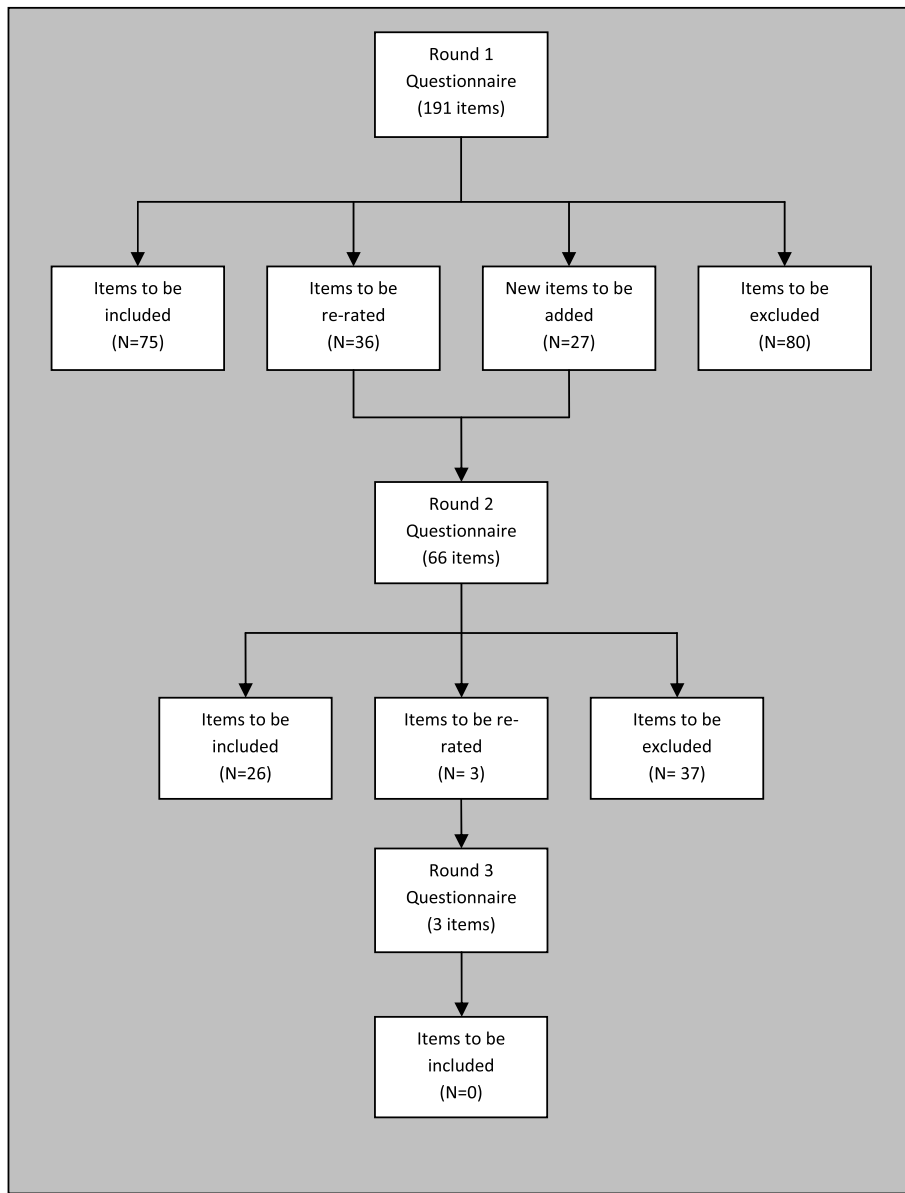 Round 1
Questionnaire
(191 items)
Items to be
included
(N=75)
Items to be
re-rated
(N=36)
New items to be
added
(N=27)
Items to be
excluded
(N=80)
Round 2
Questionnaire
(66 items)
Items to be
included
(N=26)
Items to be re-
rated
(N= 3)
Items to be
excluded
(N= 37)
Round 3
Questionnaire
(3 items)
Items to be
included
(N=0)